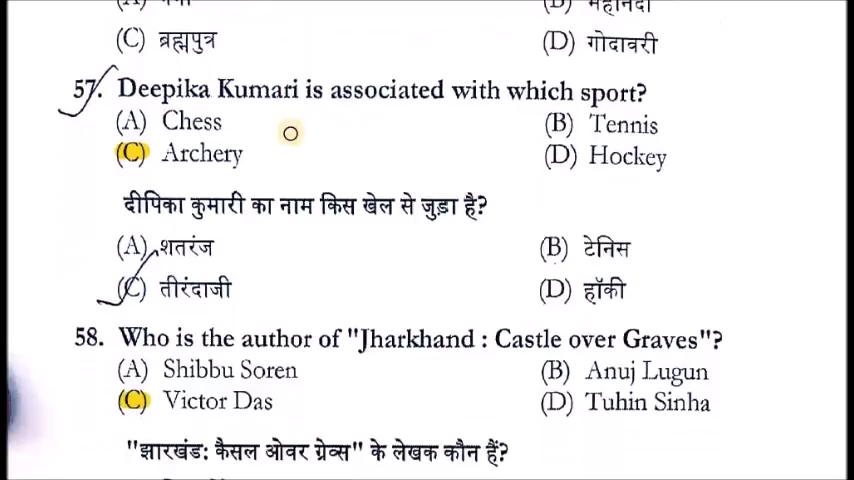 (D) महानदी
(C) ब्रह्मपुत्र (D) गोदावरी
57. Deepika Kumari is associated with which sport?
(A) Chess (B) Tennis
(C) Archery (D) Hockey
दीपिका कुमारी का नाम किस खेल से जुड़ा है?
(A) शतरंज (B) टेनिस
(C) तीरंदाजी (D) हॉकी
58. Who is the author of "Jharkhand : Castle over Graves"?
(A) Shibbu Soren (B) Anuj Lugun
(C) Victor Das (D) Tuhin Sinha
"झारखंड: कैसल ओवर ग्रेव्स" के लेखक कौन हैं?